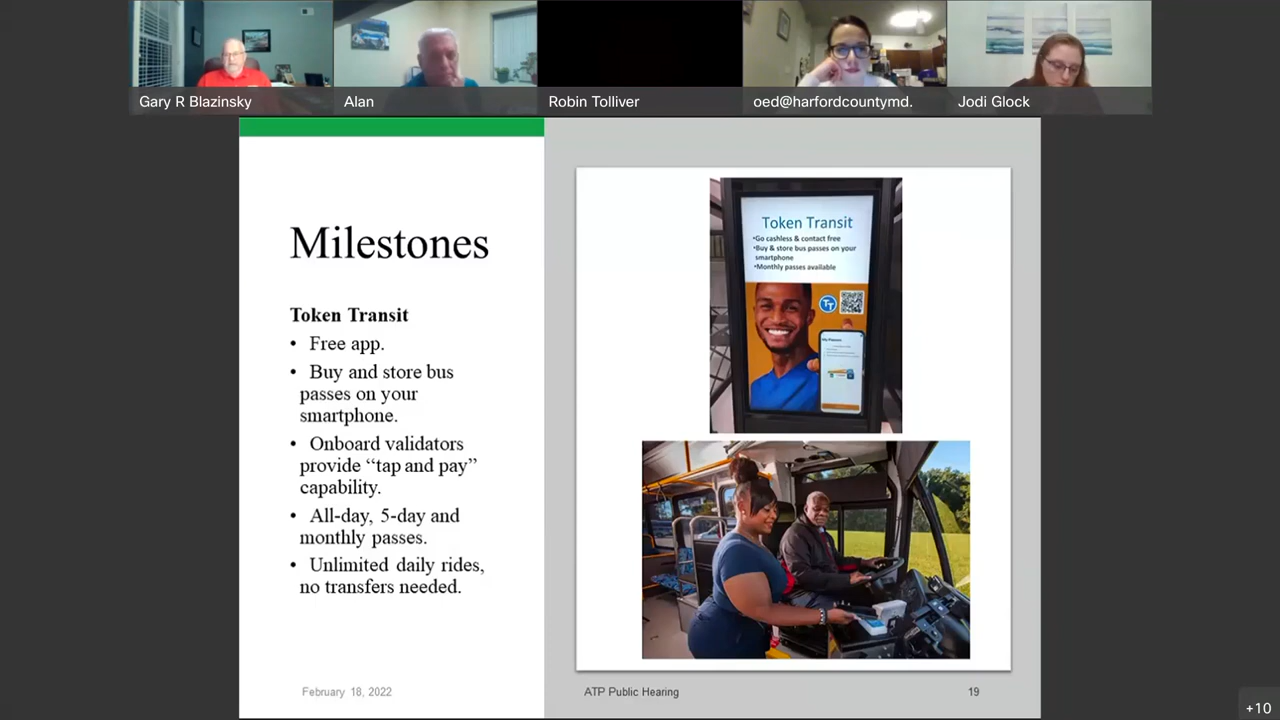 Gary R Blazinsky
Alan
Robin Tolliver
oed@harfordcountymd.
Jodi Glock
Milestones
Token Transit
• Free app.
• Buy and store bus
passes on your
smartphone.
• Onboard validators
provide “tap and pay”
capability.
• All-day, 5-day and
monthly passes.
• Unlimited daily rides,
no transfers needed.
Token Transit
•Go cashless & contact free
•Buy & store bus passes on your
smartphone
•Monthly passes available
TT
My Passes
February 18, 2022
ATP Public Hearing
19
+10